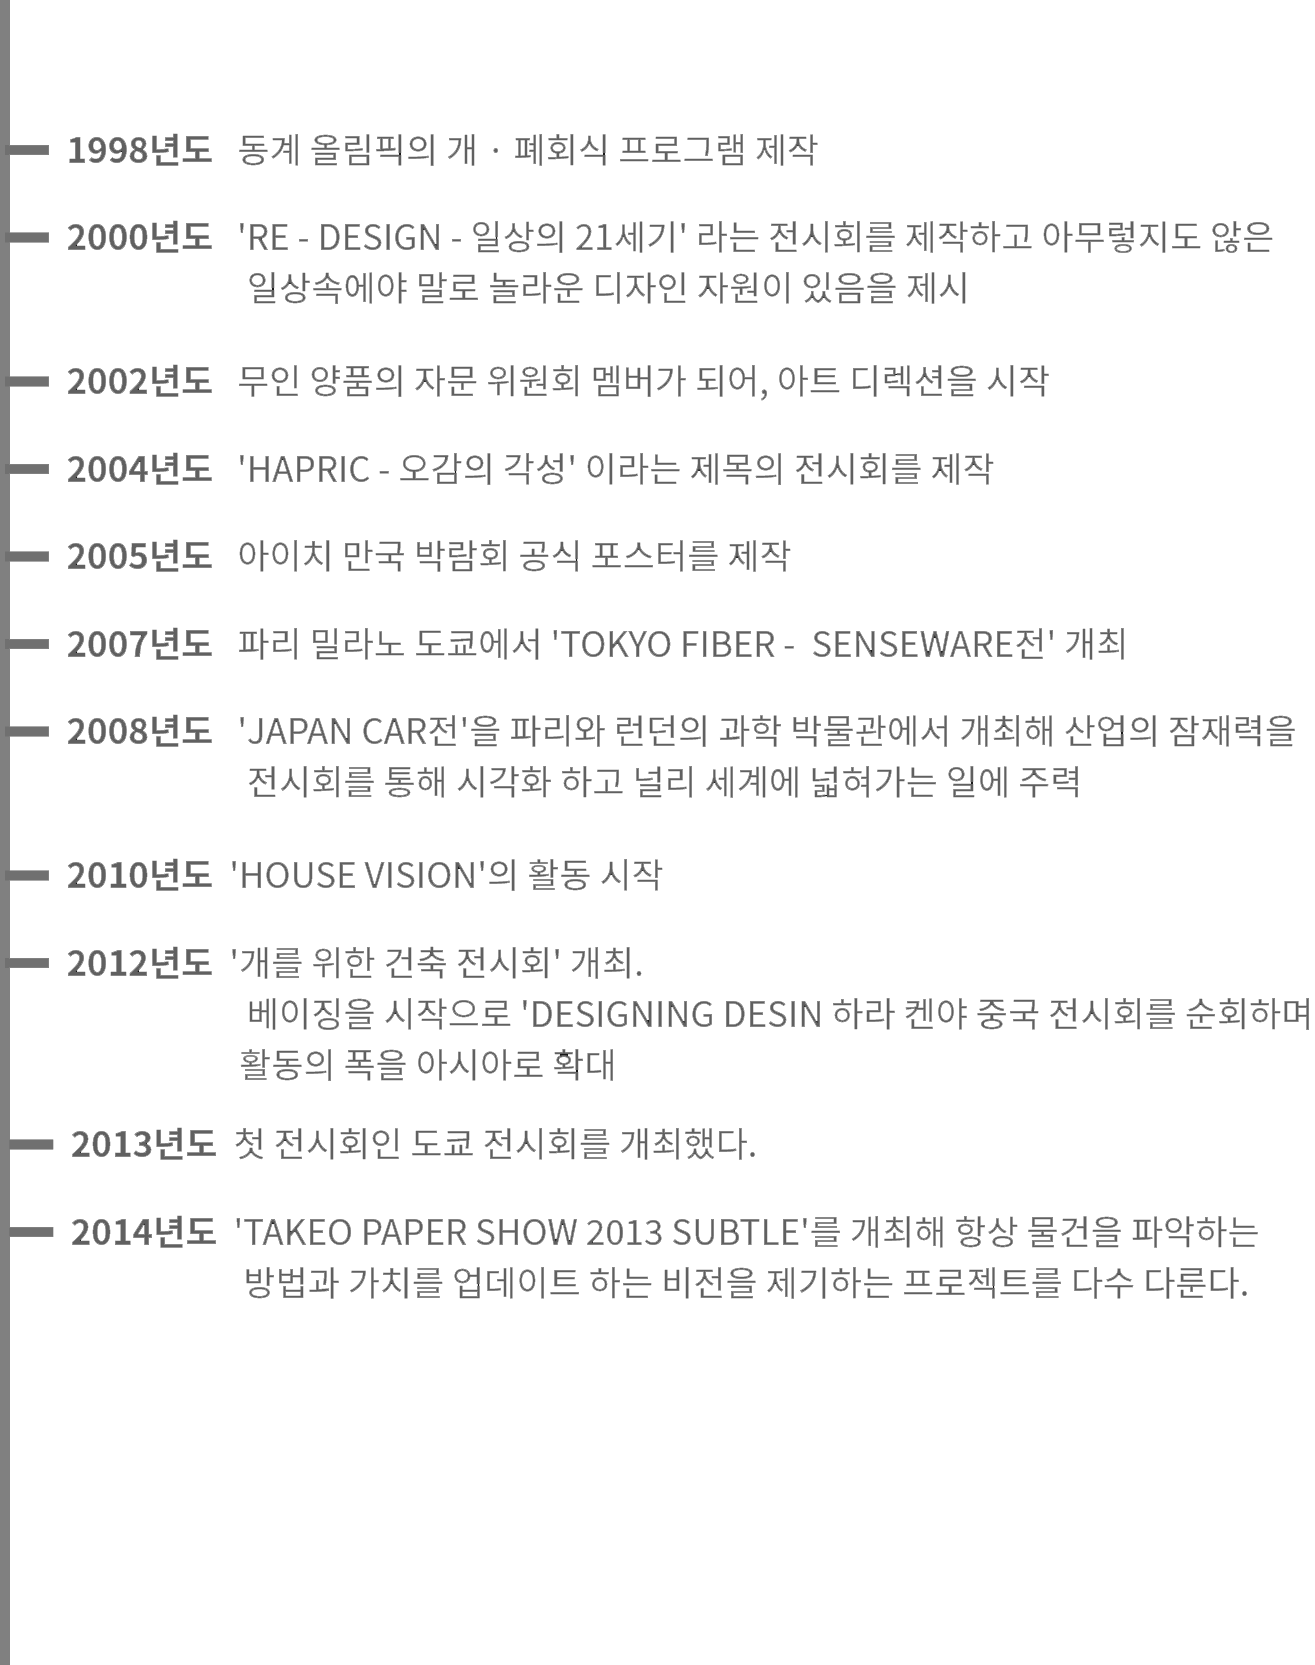 1998년도 동계 올림픽의 개 · 폐회식 프로그램 제작
2000년도 'RE - DESIGN - 일상의 21세기' 라는 전시회를 제작하고 아무렇지도 않은
일상속에야 말로 놀라운 디자인 자원이 있음을 제시
2002년도 무인 양품의 자문 위원회 멤버가 되어, 아트 디렉션을 시작
2004년도 'HAPRIC - 오감의 각성' 이라는 제목의 전시회를 제작
2005년도 아이치 만국 박람회 공식 포스터를 제작
2007년도 파리 밀라노 도쿄에서 'TOKYO FIBER - SENSEWARE전' 개최
2008년도 'JAPAN CAR전'을 파리와 런던의 과학 박물관에서 개최해 산업의 잠재력을
전시회를 통해 시각화 하고 널리 세계에 넓혀가는 일에 주력
2010년도 'HOUSE VISION'의 활동 시작
2012년도 '개를 위한 건축 전시회' 개최.
베이징을 시작으로 'DESIGNING DESIN 하라 켄야 중국 전시회를 순회하며
활동의 폭을 아시아로 확대
2013년도 첫 전시회인 도쿄 전시회를 개최했다.
2014년도 'TAKEO PAPER SHOW 2013 SUBTLE'를 개최해 항상 물건을 파악하는
방법과 가치를 업데이트 하는 비전을 제기하는 프로젝트를 다수 다룬다.